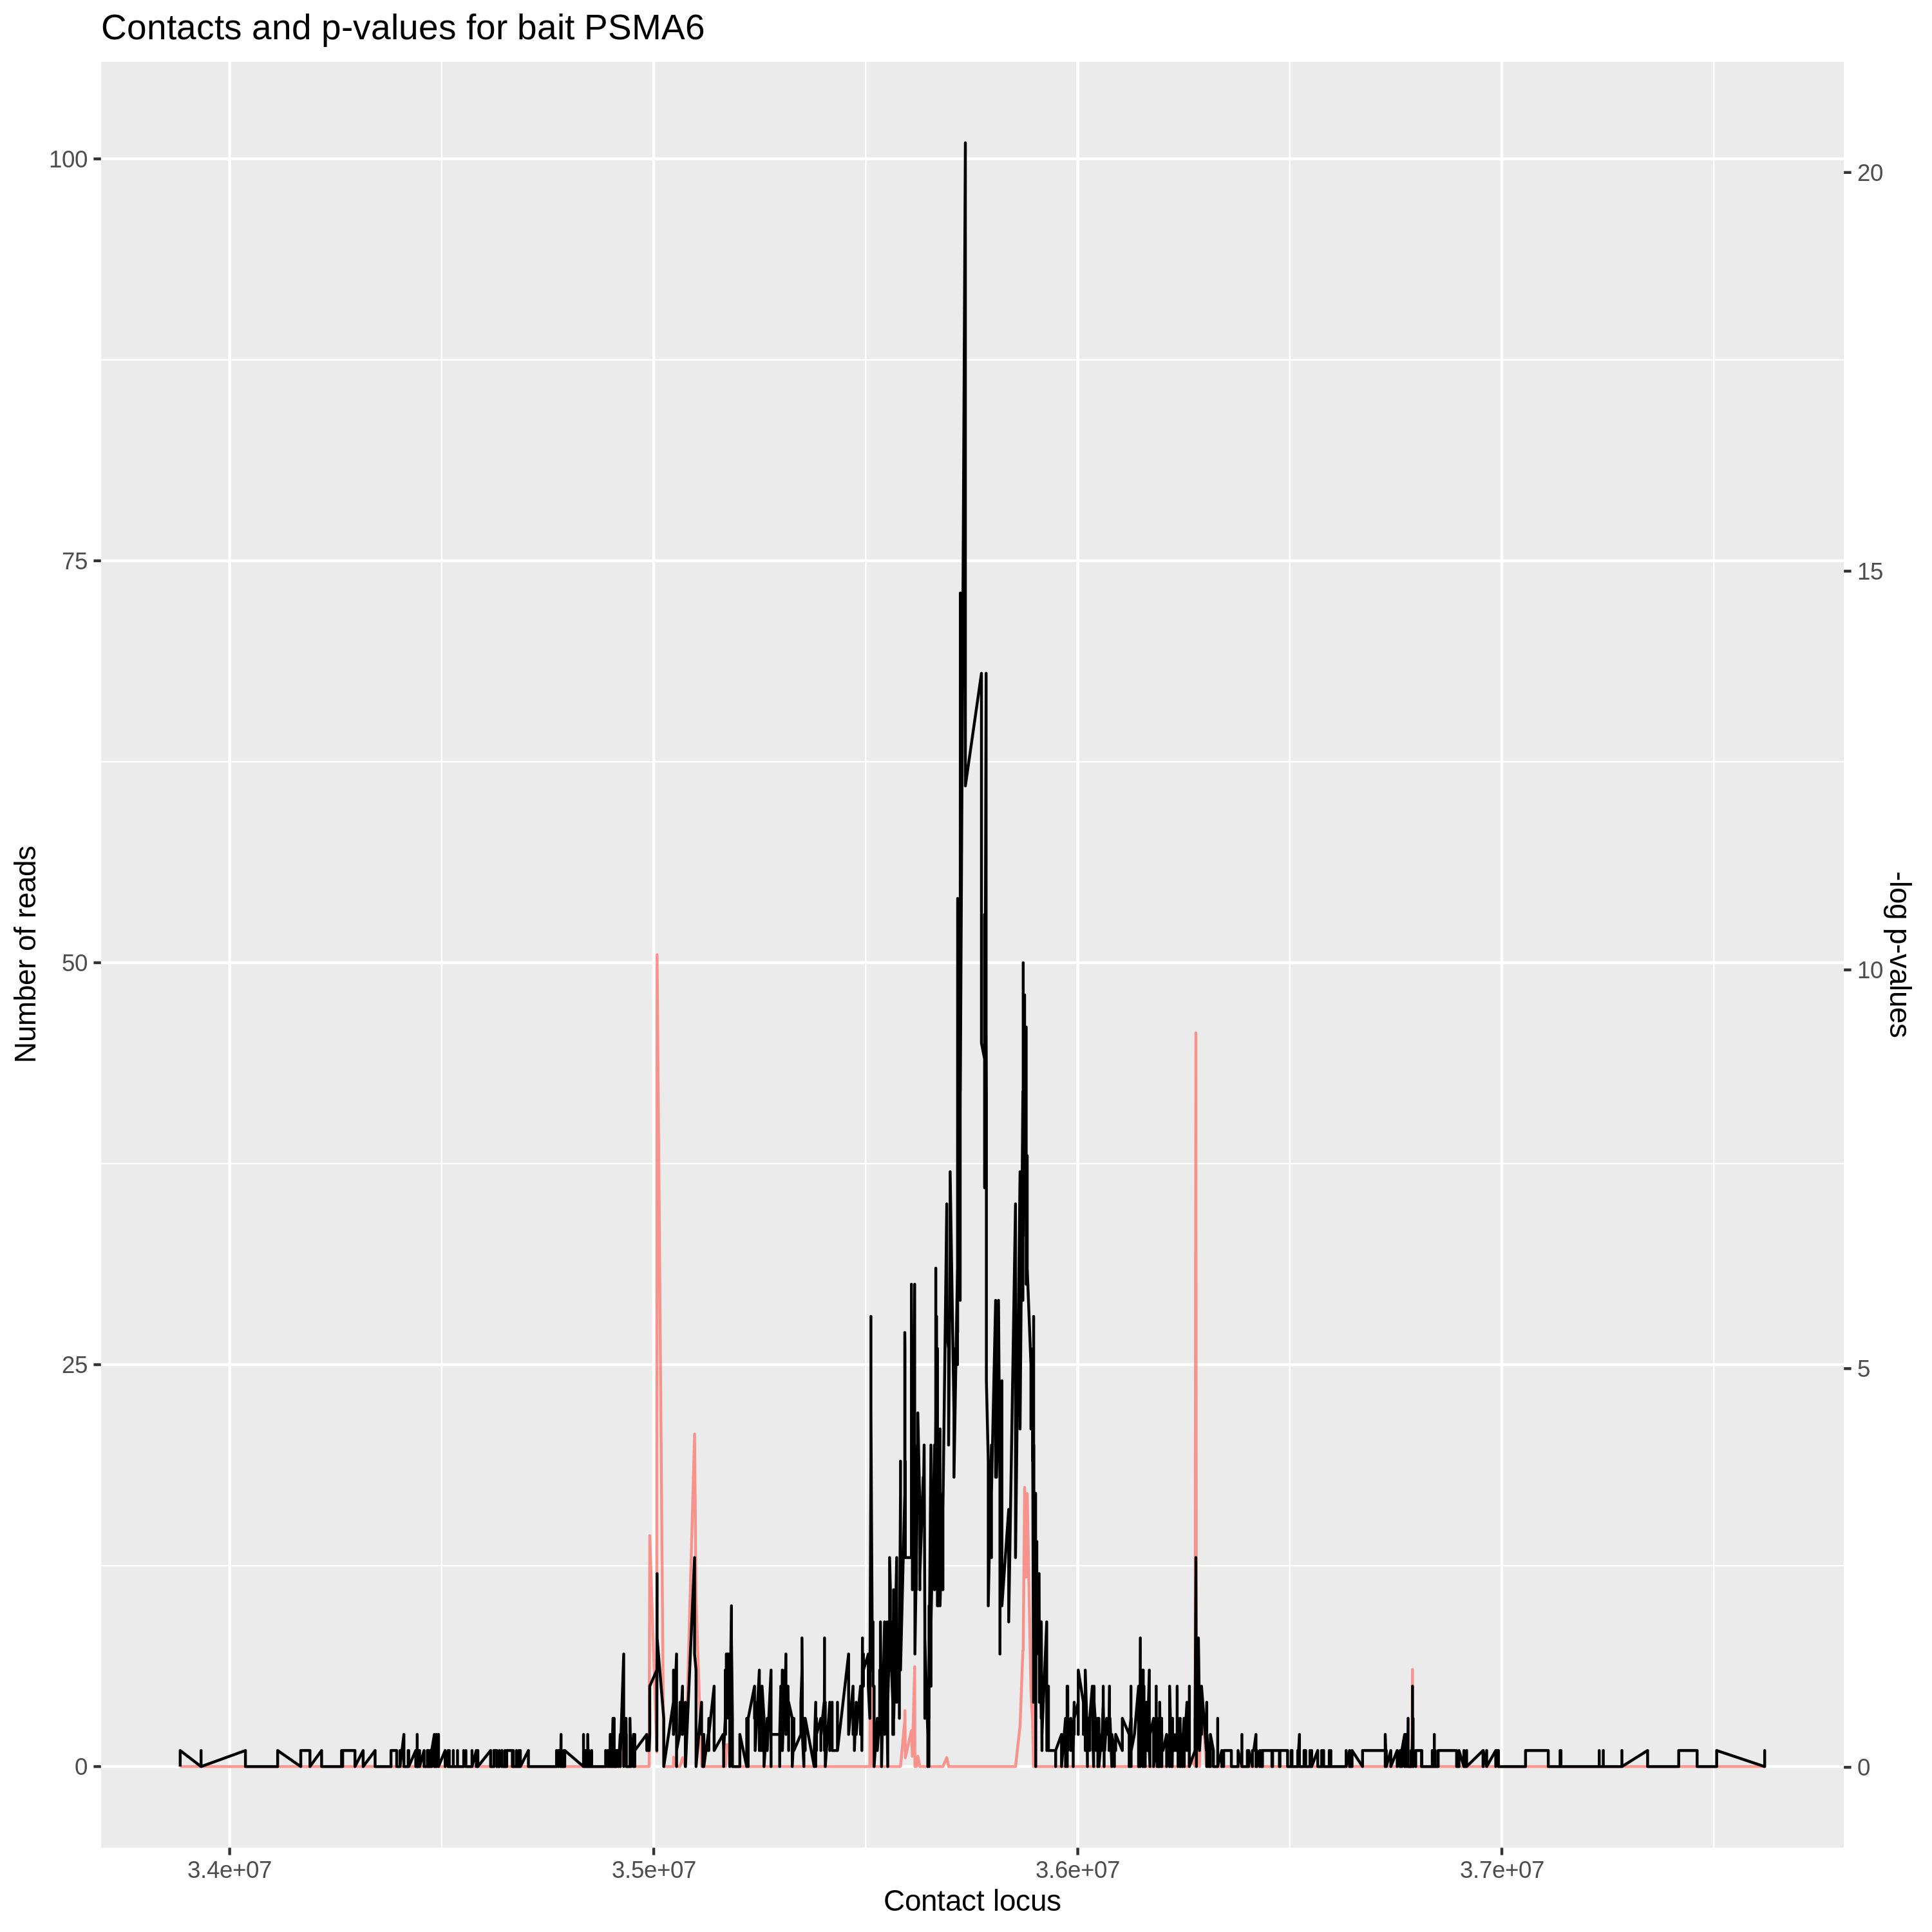 Contacts and p-values for bait PSMA6
100
75
50
25
0
Number of reads
20
15
10
5
0
-log p-values
3.4e+07
3.5e+07
3.6e+07
3.7e+07
Contact locus